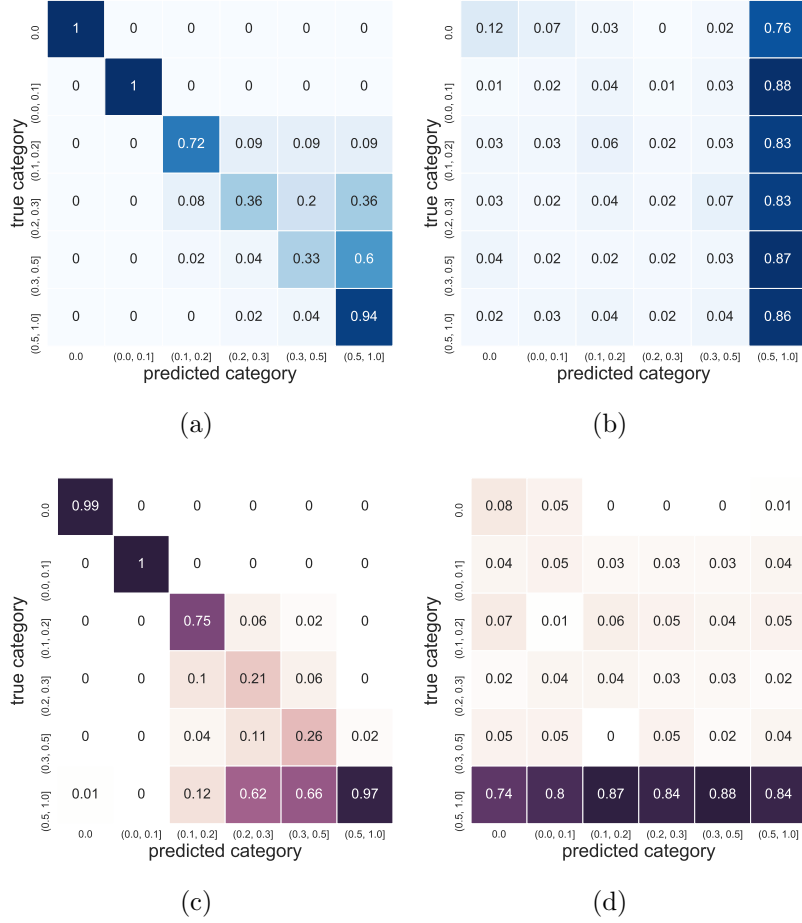 0.0 1 0 0 0 0 0
(0.0, 0.1] 0 1 0 0 0 0
(0.1, 0.2] 0 0 0.72 0.09 0.09 0.09
(0.2, 0.3] 0 0 0.08 0.36 0.2 0.36
(0.3, 0.5] 0 0 0.02 0.04 0.33 0.6
(0.5, 1.0] 0 0 0 0.02 0.04 0.94
true category
0.0 (0.0, 0.1] (0.1, 0.2] (0.2, 0.3] (0.3, 0.5] (0.5, 1.0]
predicted category
(a)
0.0 0.12 0.07 0.03 0 0.02 0.76
(0.0, 0.1] 0.01 0.02 0.04 0.01 0.03 0.88
(0.1, 0.2] 0.03 0.03 0.06 0.02 0.03 0.83
(0.2, 0.3] 0.03 0.02 0.04 0.02 0.07 0.83
(0.3, 0.5] 0.04 0.02 0.02 0.02 0.02 0.87
(0.5, 1.0] 0.02 0.03 0.04 0.02 0.04 0.86
true category
0.0 (0.0, 0.1] (0.1, 0.2] (0.2, 0.3] (0.3, 0.5] (0.5, 1.0]
predicted category
(b)
0.0 0.99 0 0 0 0 0
(0.0, 0.1] 0 1 0 0 0 0
(0.1, 0.2] 0 0 0.75 0.06 0.02 0
(0.2, 0.3] 0 0 0.1 0.21 0.06 0
(0.3, 0.5] 0 0 0.04 0.11 0.26 0.02
(0.5, 1.0] 0.01 0 0.12 0.62 0.66 0.97
true category
0.0 (0.0, 0.1] (0.1, 0.2] (0.2, 0.3] (0.3, 0.5] (0.5, 1.0]
predicted category
(c)
0.0 0.08 0.05 0 0 0 0.01
(0.0, 0.1] 0.04 0.05 0.03 0.03 0.03 0.04
(0.1, 0.2] 0.07 0.01 0.06 0.05 0.04 0.05
(0.2, 0.3] 0.02 0.04 0.04 0.03 0.03 0.02
(0.3, 0.5] 0.05 0.05 0 0.05 0.02 0.04
(0.5, 1.0] 0.74 0.8 0.87 0.84 0.88 0.84
true category
0.0 (0.0, 0.1] (0.1, 0.2] (0.2, 0.3] (0.3, 0.5] (0.5, 1.0]
predicted category
(d)